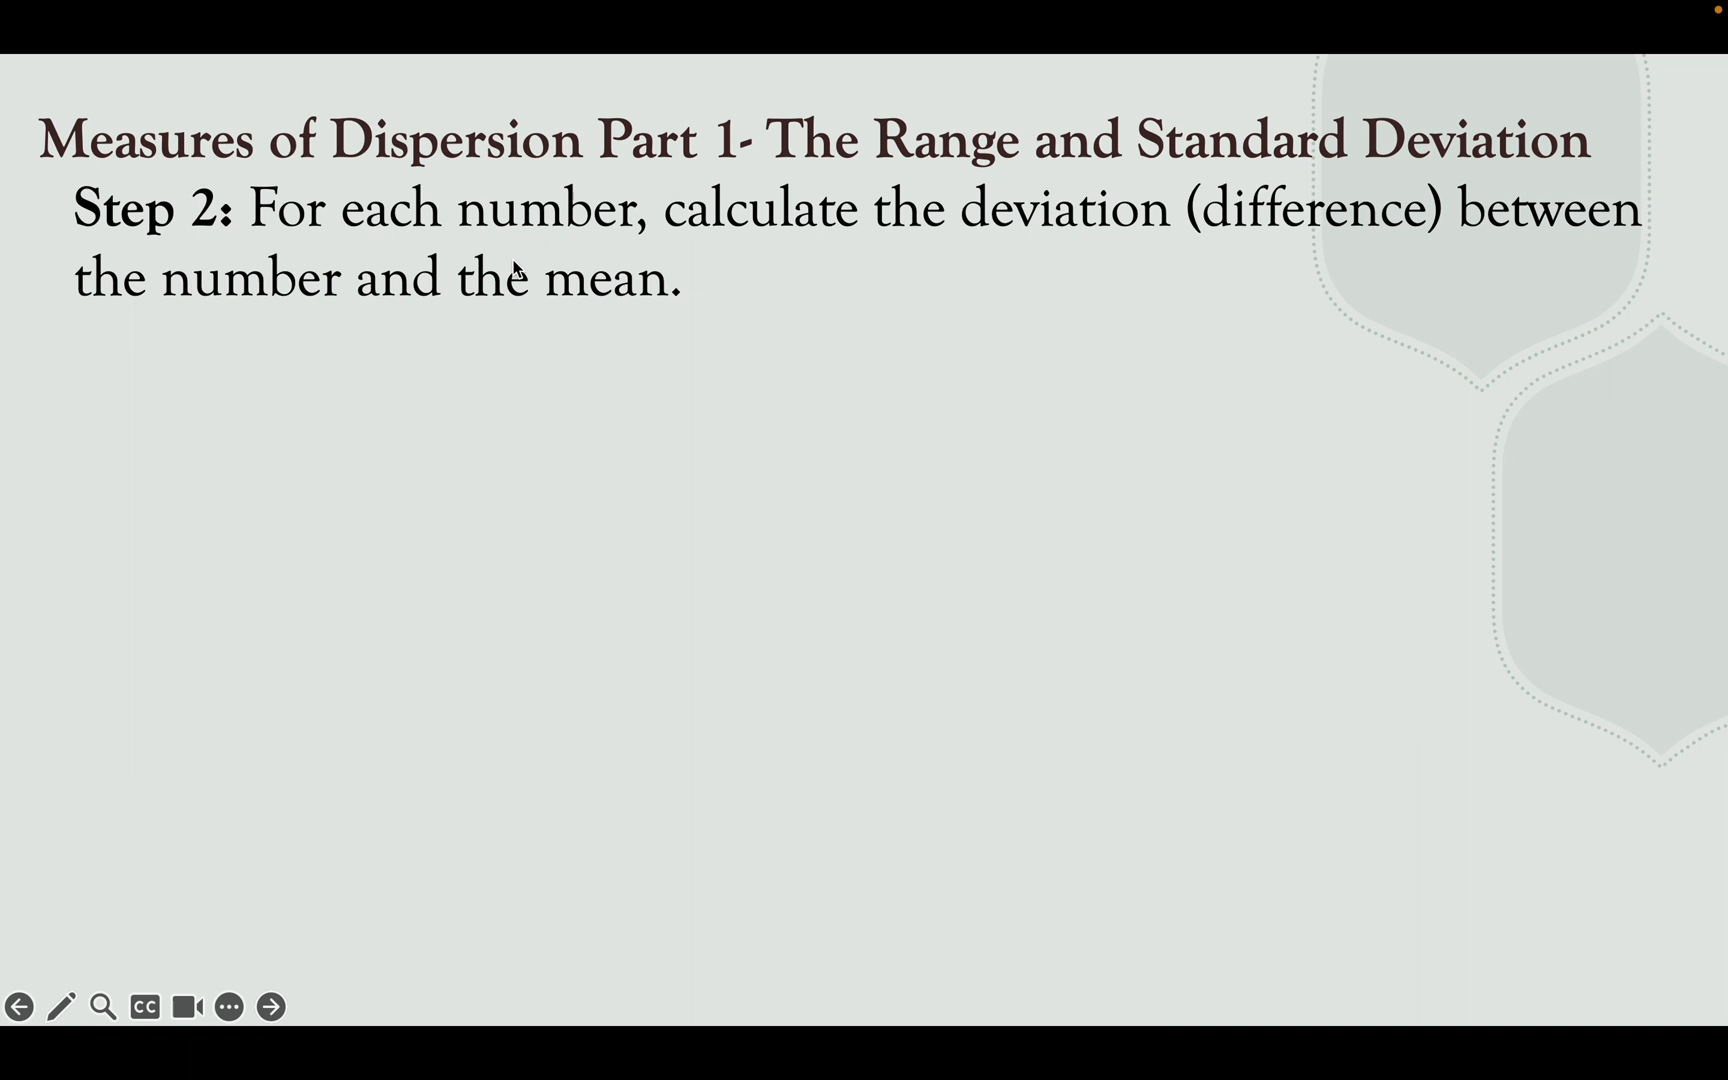 Measures of Dispersion Part 1- The Range and Standard Deviation
Step 2: For each number, calculate the deviation (difference) between
the number and the mean.
CC